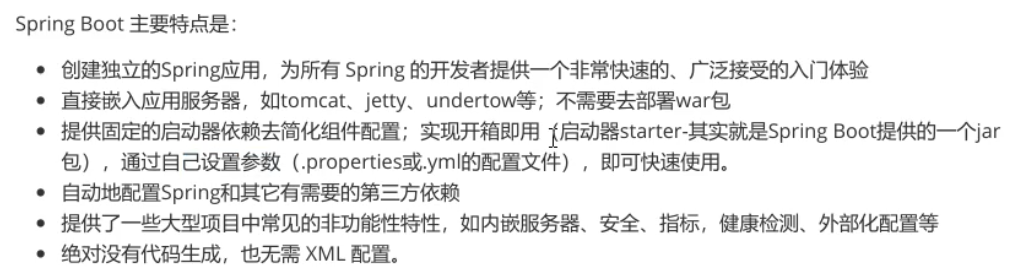 Spring Boot 主要特点是：
• 创建独立的Spring应用，为所有 Spring 的开发者提供一个非常快速的、广泛接受的入门体验
• 直接嵌入应用服务器，如tomcat、jetty、undertow等；不需要去部署war包
• 提供固定的启动器依赖去简化组件配置；实现开箱即用（启动器starter-其实就是Spring Boot提供的一个jar
包），通过自己设置参数（.properties或.yml的配置文件），即可快速使用。
• 自动地配置Spring和其它有需要的第三方依赖
• 提供了一些大型项目中常见的非功能性特性，如内嵌服务器、安全、指标，健康检测、外部化配置等
• 绝对没有代码生成，也无需 XML 配置。